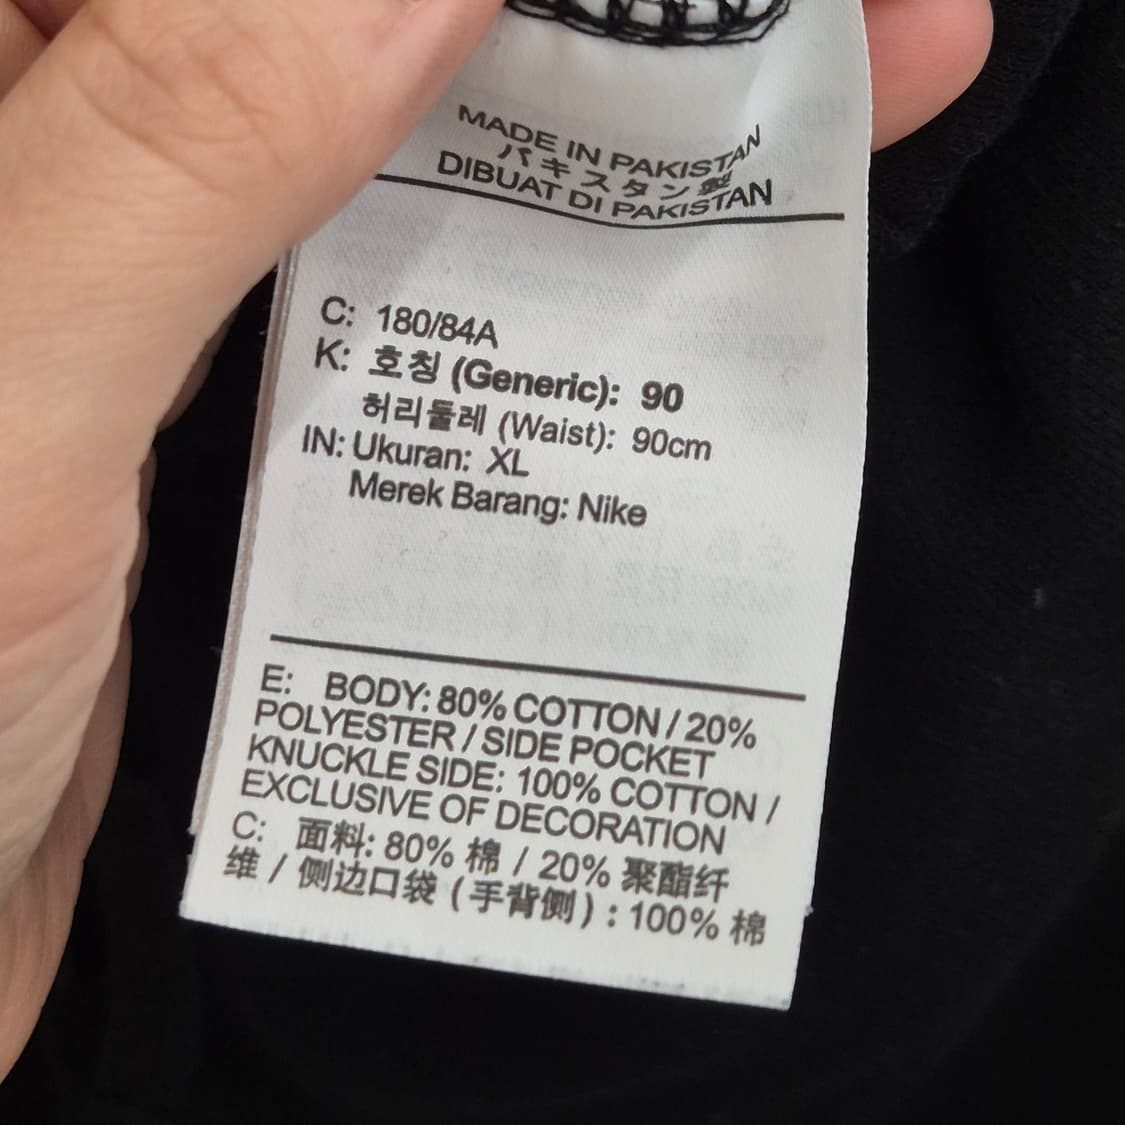 MADE IN PAKISTAN
パキスタン製
DIBUAT DI PAKISTAN
C: 180/84A
K: 호칭 (Generic): 90
허리둘레 (Waist): 90cm
IN: Ukuran: XL
Merek Barang: Nike
E: BODY: 80% COTTON / 20%
POLYESTER / SIDE POCKET
KNUCKLE SIDE: 100% COTTON /
EXCLUSIVE OF DECORATION
C: 面料: 80% 棉 / 20% 聚酯纤
维 / 侧边口袋 (手背侧) : 100% 棉